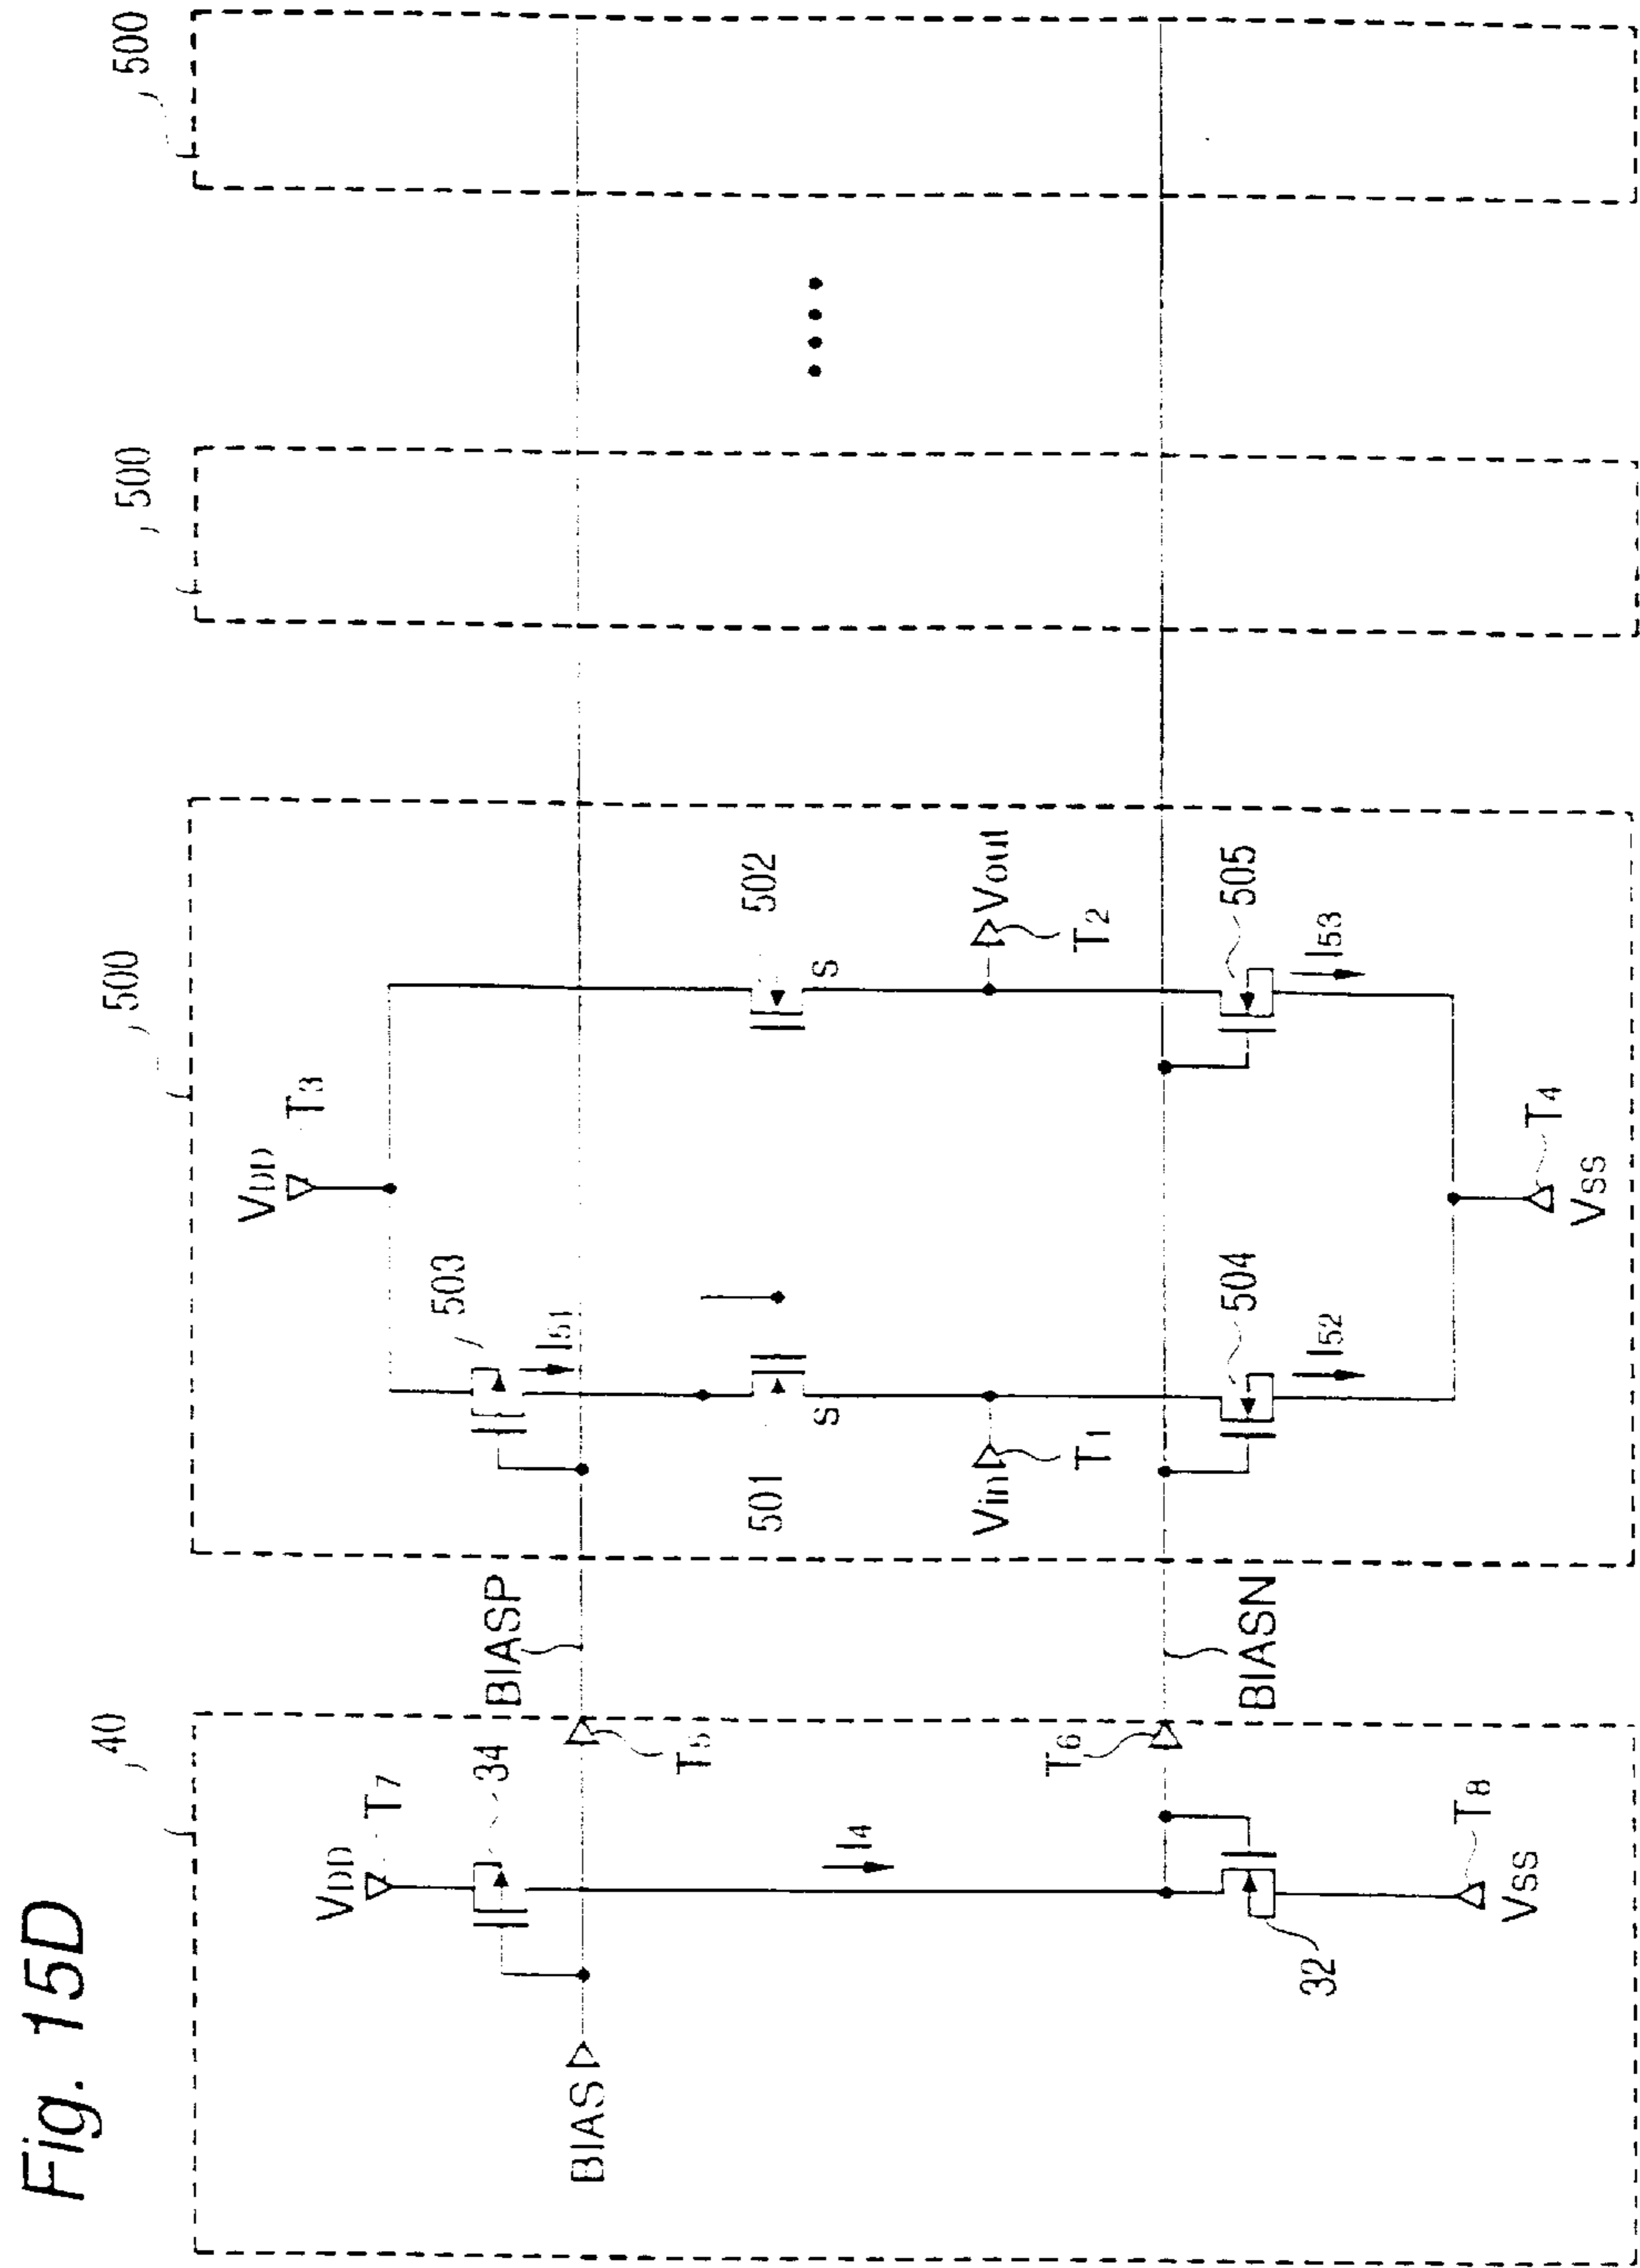 Fig. 15D
40
500
500
500
VDD
T7
34
BIAS
T5
I4
T6
32
T8
VSS
BIASP
BIASN
VDD
T3
503
I51
501
S
502
S
Vin
T1
Vout
T2
504
I52
505
I53
T4
VSS